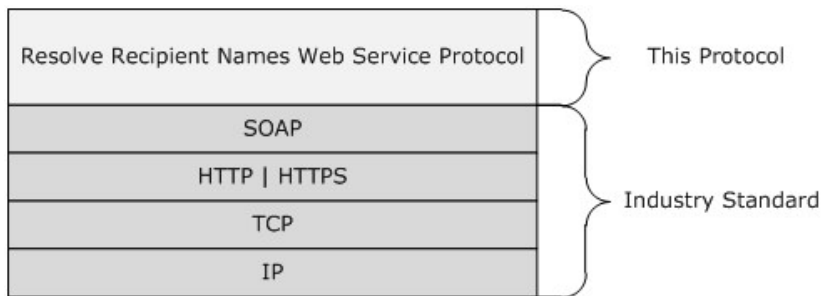 Resolve Recipient Names Web Service Protocol
This Protocol
SOAP
HTTP | HTTPS
TCP
IP
Industry Standard